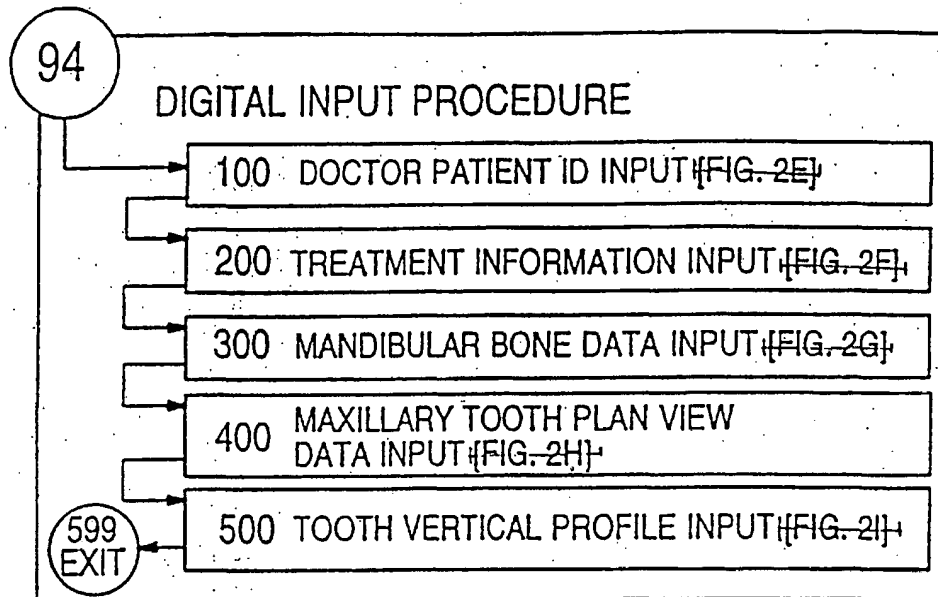 94
DIGITAL INPUT PROCEDURE
100 DOCTOR PATIENT ID INPUT {FIG. 2E}
200 TREATMENT INFORMATION INPUT {FIG. 2F}
300 MANDIBULAR BONE DATA INPUT {FIG. 2G}
400 MAXILLARY TOOTH PLAN VIEW
DATA INPUT {FIG. 2H}
500 TOOTH VERTICAL PROFILE INPUT {FIG. 2I}
599
EXIT